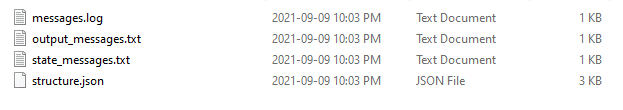 messages.log 2021-09-09 10:03 PM Text Document 1 KB
output_messages.txt 2021-09-09 10:03 PM Text Document 1 KB
state_messages.txt 2021-09-09 10:03 PM Text Document 1 KB
structure.json 2021-09-09 10:03 PM JSON File 3 KB